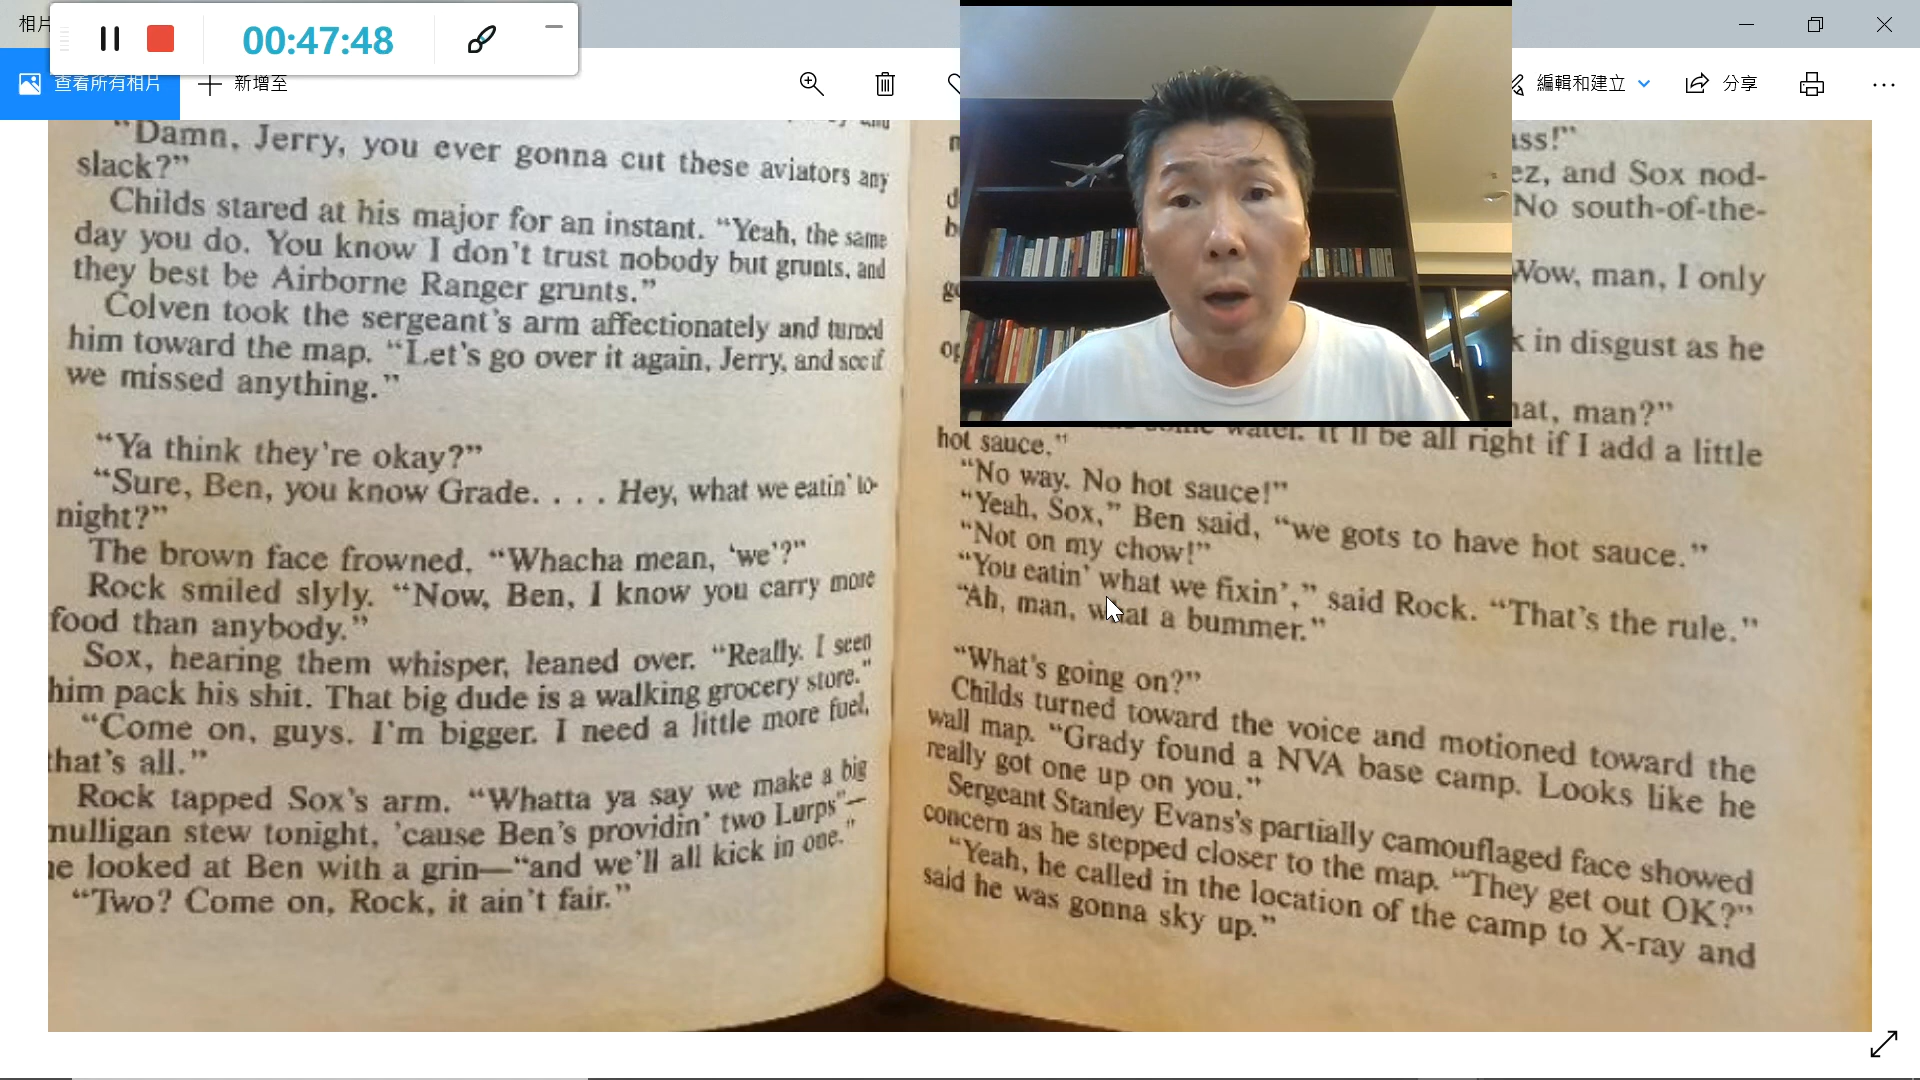 相片
00:47:48
查看所有相片
新增至
編輯和建立
分享
“Damn, Jerry, you ever gonna cut these aviators any
slack?”
Childs stared at his major for an instant. “Yeah, the same
day you do. You know I don’t trust nobody but grunts, and
they best be Airborne Ranger grunts.”
Colven took the sergeant’s arm affectionately and turned
him toward the map. “Let’s go over it again, Jerry, and see if
we missed anything.”
“Ya think they’re okay?”
“Sure, Ben, you know Grade. . . . Hey, what we eatin’ to-
night?”
The brown face frowned. “Whacha mean, ‘we’?”
Rock smiled slyly. “Now, Ben, I know you carry more
food than anybody.”
Sox, hearing them whisper, leaned over. “Really. I seen
him pack his shit. That big dude is a walking grocery store.”
“Come on, guys. I’m bigger. I need a little more fuel,
that’s all.”
Rock tapped Sox’s arm. “Whatta ya say we make a big
mulligan stew tonight, ’cause Ben’s providin’ two Lurps”—
he looked at Ben with a grin—“and we’ll all kick in one.”
“Two? Come on, Rock, it ain’t fair.”
ass!”
ez, and Sox nod-
No south-of-the-
Wow, man, I only
k in disgust as he
hat, man?”
some water. It’ll be all right if I add a little
hot sauce.”
“No way. No hot sauce!”
“Yeah, Sox,” Ben said, “we gots to have hot sauce.”
“Not on my chow!”
“You eatin’ what we fixin’,” said Rock. “That’s the rule.”
“Ah, man, what a bummer.”
“What’s going on?”
Childs turned toward the voice and motioned toward the
wall map. “Grady found a NVA base camp. Looks like he
really got one up on you.”
Sergeant Stanley Evans’s partially camouflaged face showed
concern as he stepped closer to the map. “They get out OK?”
“Yeah, he called in the location of the camp to X-ray and
said he was gonna sky up.”